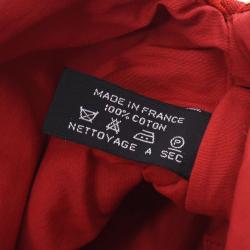 MADE IN FRANCE
100% COTON
P
NETTOYAGE A SEC